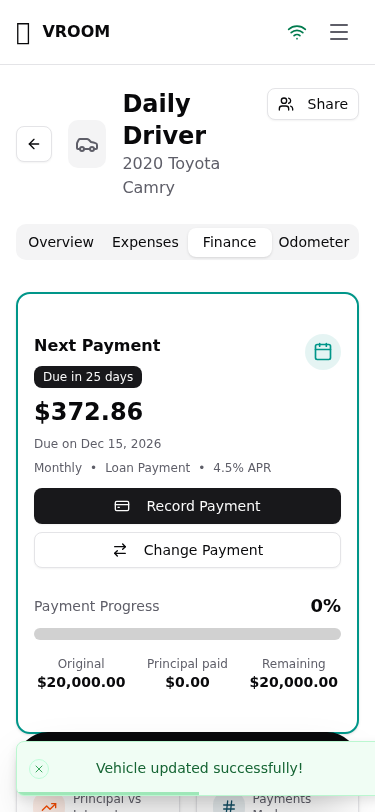 VROOM
Daily
Driver
2020 Toyota
Camry
Share
Overview
Expenses
Finance
Odometer
Next Payment
Due in 25 days
$372.86
Due on Dec 15, 2026
Monthly • Loan Payment • 4.5% APR
Record Payment
Change Payment
Payment Progress
0%
Original
Principal paid
Remaining
$20,000.00
$0.00
$20,000.00
Vehicle updated successfully!
Principal vs
Payments